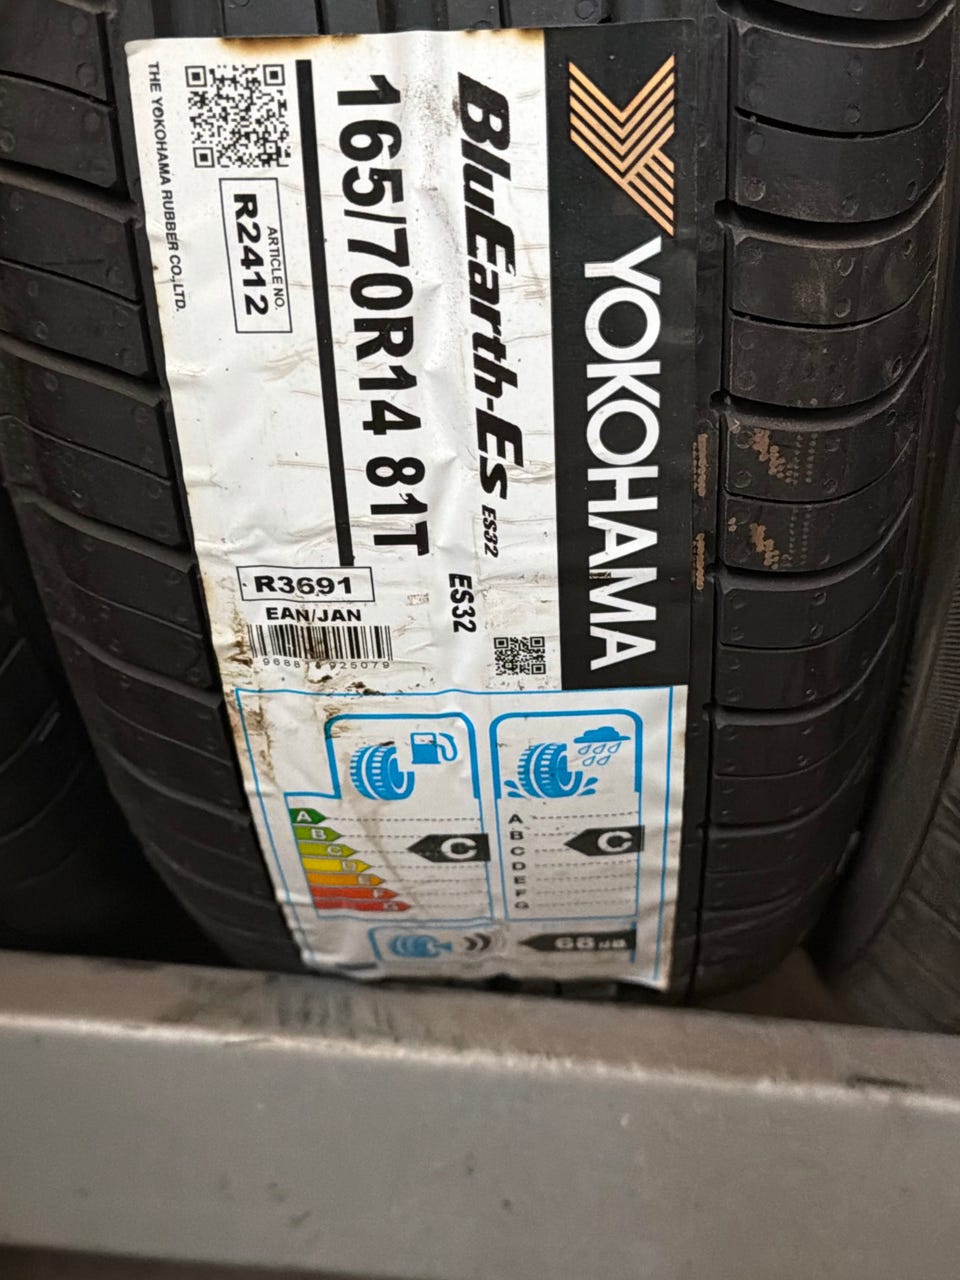 YOKOHAMA
BluEarth-Es ES32
165/70R14 81T
ARTICLE NO.
R2412
THE YOKOHAMA RUBBER CO.,LTD.
ES32
R3691
EAN/JAN
A
B
C
D
E
F
G
C
A
B
C
D
E
F
G
C